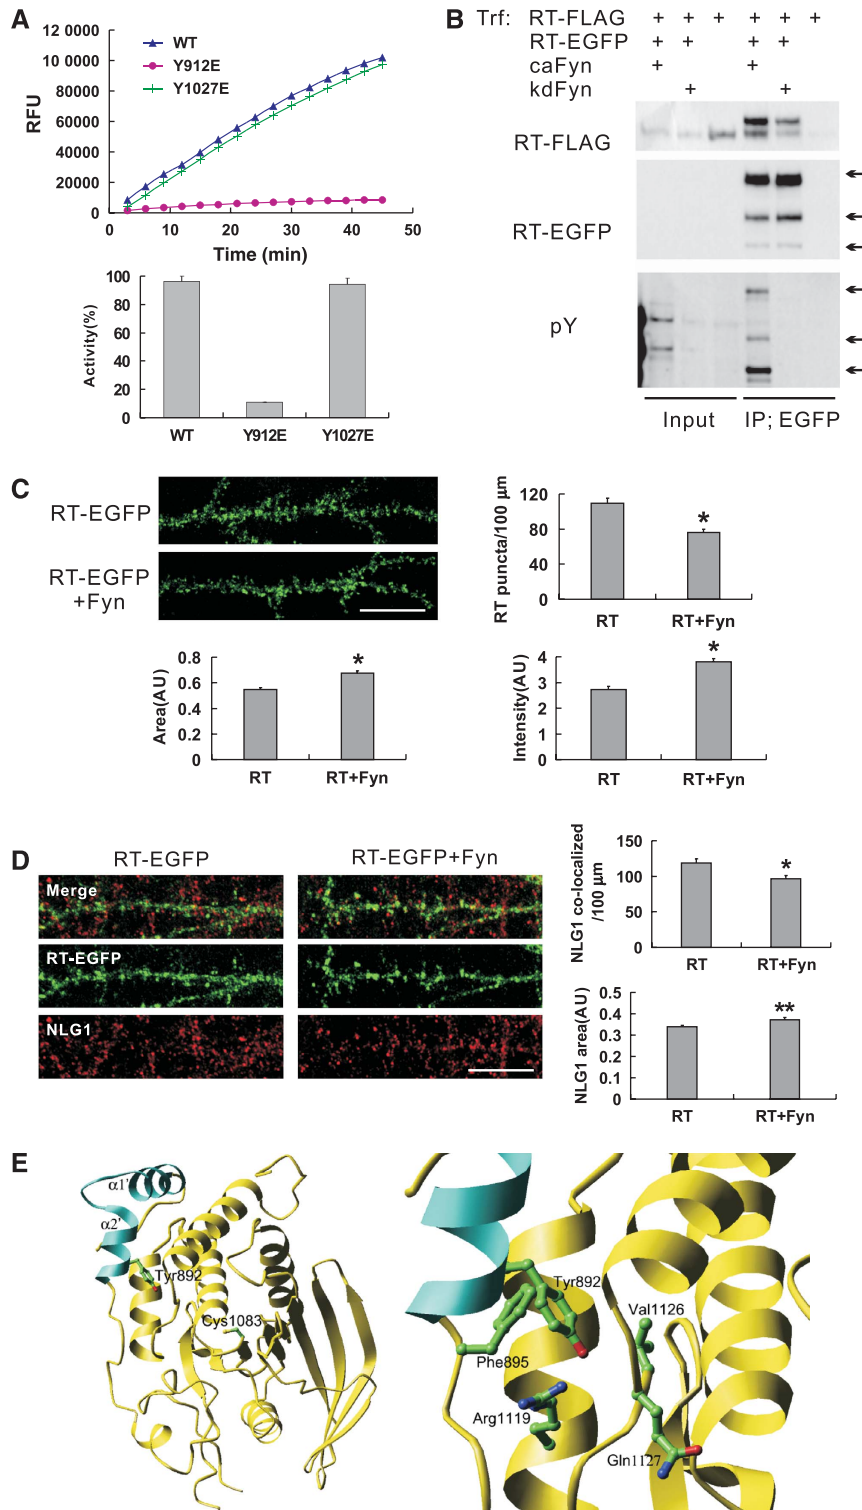 A
12 0000
10 0000
80000
60000
40000
20000
0
RFU
WT
Y912E
Y1027E
0 10 20 30 40 50
Time (min)
100
80
60
40
20
0
Activity(%)
WT Y912E Y1027E
B
Trf: RT-FLAG + + + + + +
RT-EGFP + + + +
caFyn + +
kdFyn + +
RT-FLAG
RT-EGFP
pY
Input IP; EGFP
C
RT-EGFP
RT-EGFP
+Fyn
RT puncta/100 µm
120
80
40
0
*
RT RT+Fyn
Area(AU)
0.8
0.6
0.4
0.2
0
*
RT RT+Fyn
Intensity(AU)
4
3
2
1
0
*
RT RT+Fyn
D
RT-EGFP RT-EGFP+Fyn
Merge
RT-EGFP
NLG1
NLG1 co-localized
/100 µm
150
100
50
0
*
RT RT+Fyn
NLG1 area(AU)
0.5
0.4
0.3
0.2
0.1
0
**
RT RT+Fyn
E
α1'
α2'
Tyr892
Cys1083
Tyr892
Phe895
Val1126
Arg1119
Gln1127